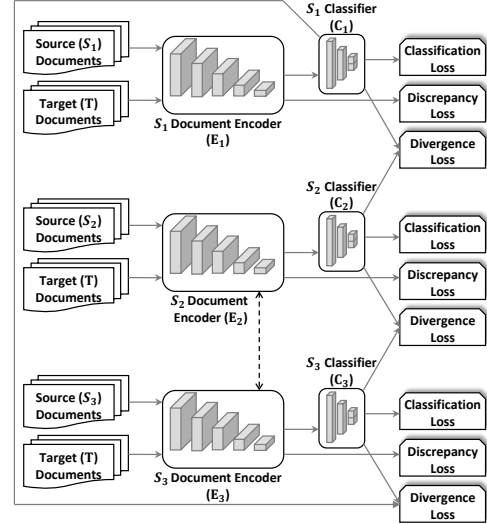 S₁ Classifier
(C₁)
Source (S₁)
Documents
Target (T)
Documents
S₁ Document Encoder
(E₁)
Classification
Loss
Discrepancy
Loss
Divergence
Loss
S₂ Classifier
(C₂)
Source (S₂)
Documents
Target (T)
Documents
S₂ Document
Encoder (E₂)
Classification
Loss
Discrepancy
Loss
Divergence
Loss
S₃ Classifier
(C₃)
Source (S₃)
Documents
Target (T)
Documents
S₃ Document Encoder
(E₃)
Classification
Loss
Discrepancy
Loss
Divergence
Loss